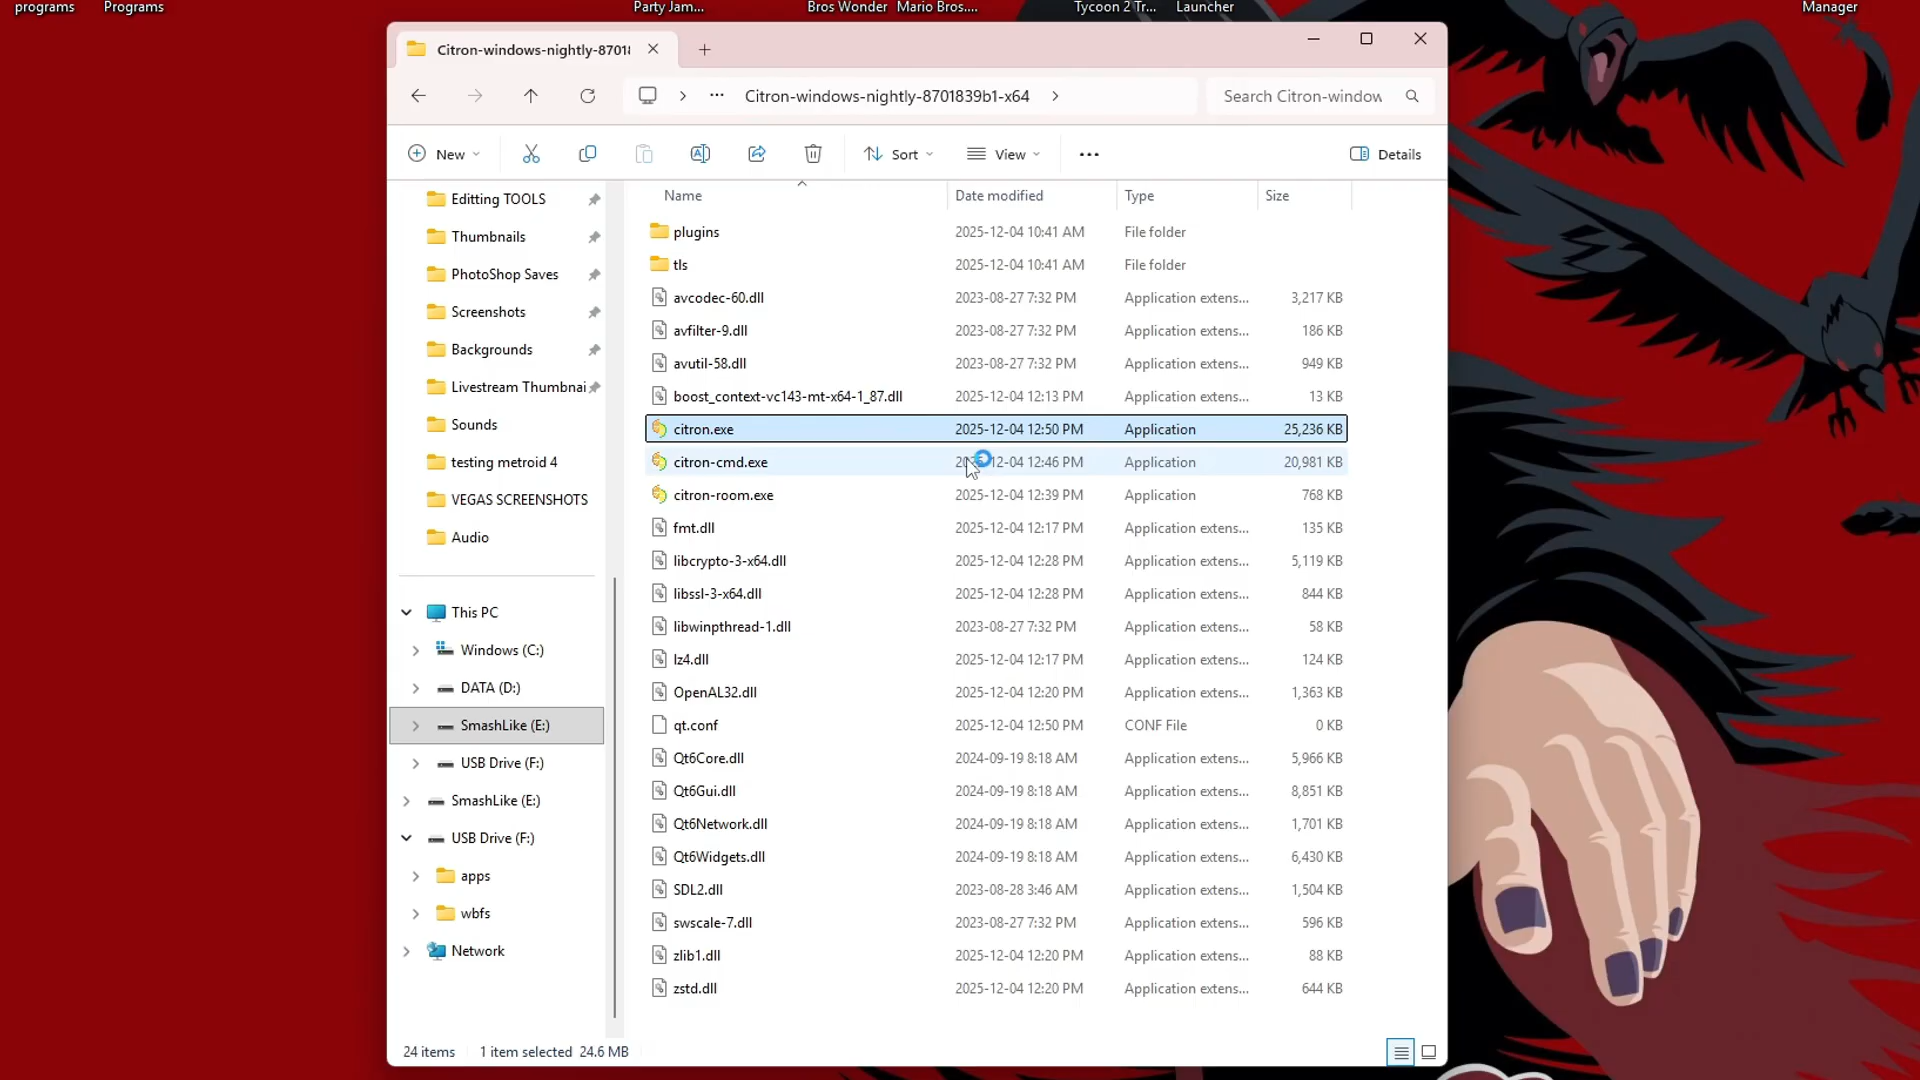 programs
Programs
Party Jam...
Bros Wonder
Mario Bros....
Tycoon 2 Tr...
Launcher
Manager
Citron-windows-nightly-8701
Citron-windows-nightly-8701839b1-x64
Search Citron-window
New
Sort
View
Details
Editting TOOLS
Thumbnails
PhotoShop Saves
Screenshots
Backgrounds
Livestream Thumbnai
Sounds
testing metroid 4
VEGAS SCREENSHOTS
Audio
This PC
Windows (C:)
DATA (D:)
SmashLike (E:)
USB Drive (F:)
SmashLike (E:)
USB Drive (F:)
apps
wbfs
Network
Name Date modified Type Size
plugins 2025-12-04 10:41 AM File folder
tls 2025-12-04 10:41 AM File folder
avcodec-60.dll 2023-08-27 7:32 PM Application extens... 3,217 KB
avfilter-9.dll 2023-08-27 7:32 PM Application extens... 186 KB
avutil-58.dll 2023-08-27 7:32 PM Application extens... 949 KB
boost_context-vc143-mt-x64-1_87.dll 2025-12-04 12:13 PM Application extens... 13 KB
citron.exe 2025-12-04 12:50 PM Application 25,236 KB
citron-cmd.exe 12-04 12:46 PM Application 20,981 KB
citron-room.exe 2025-12-04 12:39 PM Application 768 KB
fmt.dll 2025-12-04 12:17 PM Application extens... 135 KB
libcrypto-3-x64.dll 2025-12-04 12:28 PM Application extens... 5,119 KB
libssl-3-x64.dll 2025-12-04 12:28 PM Application extens... 844 KB
libwinpthread-1.dll 2023-08-27 7:32 PM Application extens... 58 KB
lz4.dll 2025-12-04 12:17 PM Application extens... 124 KB
OpenAL32.dll 2025-12-04 12:20 PM Application extens... 1,363 KB
qt.conf 2025-12-04 12:50 PM CONF File 0 KB
Qt6Core.dll 2024-09-19 8:18 AM Application extens... 5,966 KB
Qt6Gui.dll 2024-09-19 8:18 AM Application extens... 8,851 KB
Qt6Network.dll 2024-09-19 8:18 AM Application extens... 1,701 KB
Qt6Widgets.dll 2024-09-19 8:18 AM Application extens... 6,430 KB
SDL2.dll 2023-08-28 3:46 AM Application extens... 1,504 KB
swscale-7.dll 2023-08-27 7:32 PM Application extens... 596 KB
zlib1.dll 2025-12-04 12:20 PM Application extens... 88 KB
zstd.dll 2025-12-04 12:20 PM Application extens... 644 KB
24 items 1 item selected 24.6 MB